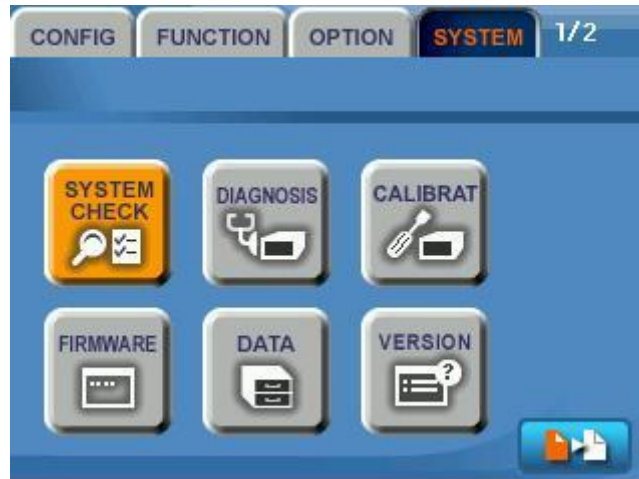 CONFIG FUNCTION OPTION SYSTEM 1/2
SYSTEM
CHECK
DIAGNOSIS
CALIBRAT
FIRMWARE
DATA
VERSION
?